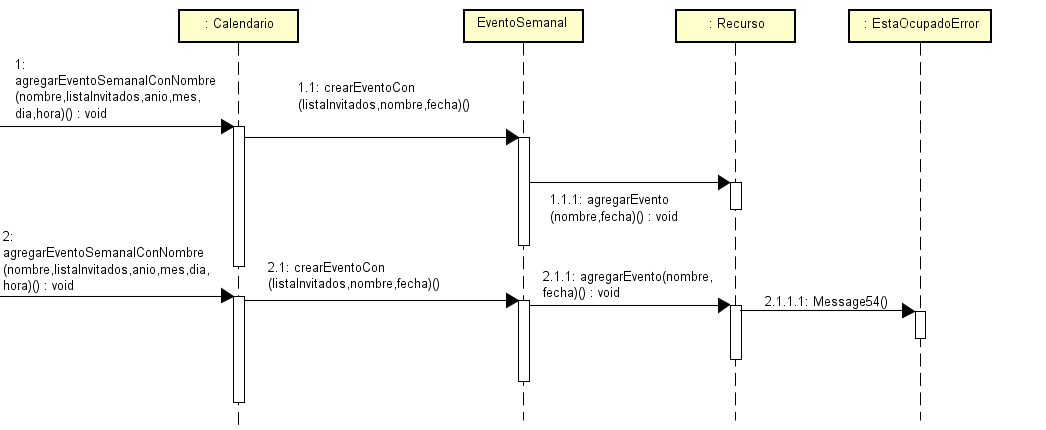 : Calendario
EventoSemanal
: Recurso
: EstaOcupadoError
1:
agregarEventoSemanalConNombre
(nombre,listaInvitados,anio,mes,
dia,hora)() : void
1.1: crearEventoCon
(listaInvitados,nombre,fecha)()
1.1.1: agregarEvento
(nombre,fecha)() : void
2:
agregarEventoSemanalConNombre
(nombre,listaInvitados,anio,mes,dia,
hora)() : void
2.1: crearEventoCon
(listaInvitados,nombre,fecha)()
2.1.1: agregarEvento(nombre,
fecha)() : void
2.1.1.1: Message54()